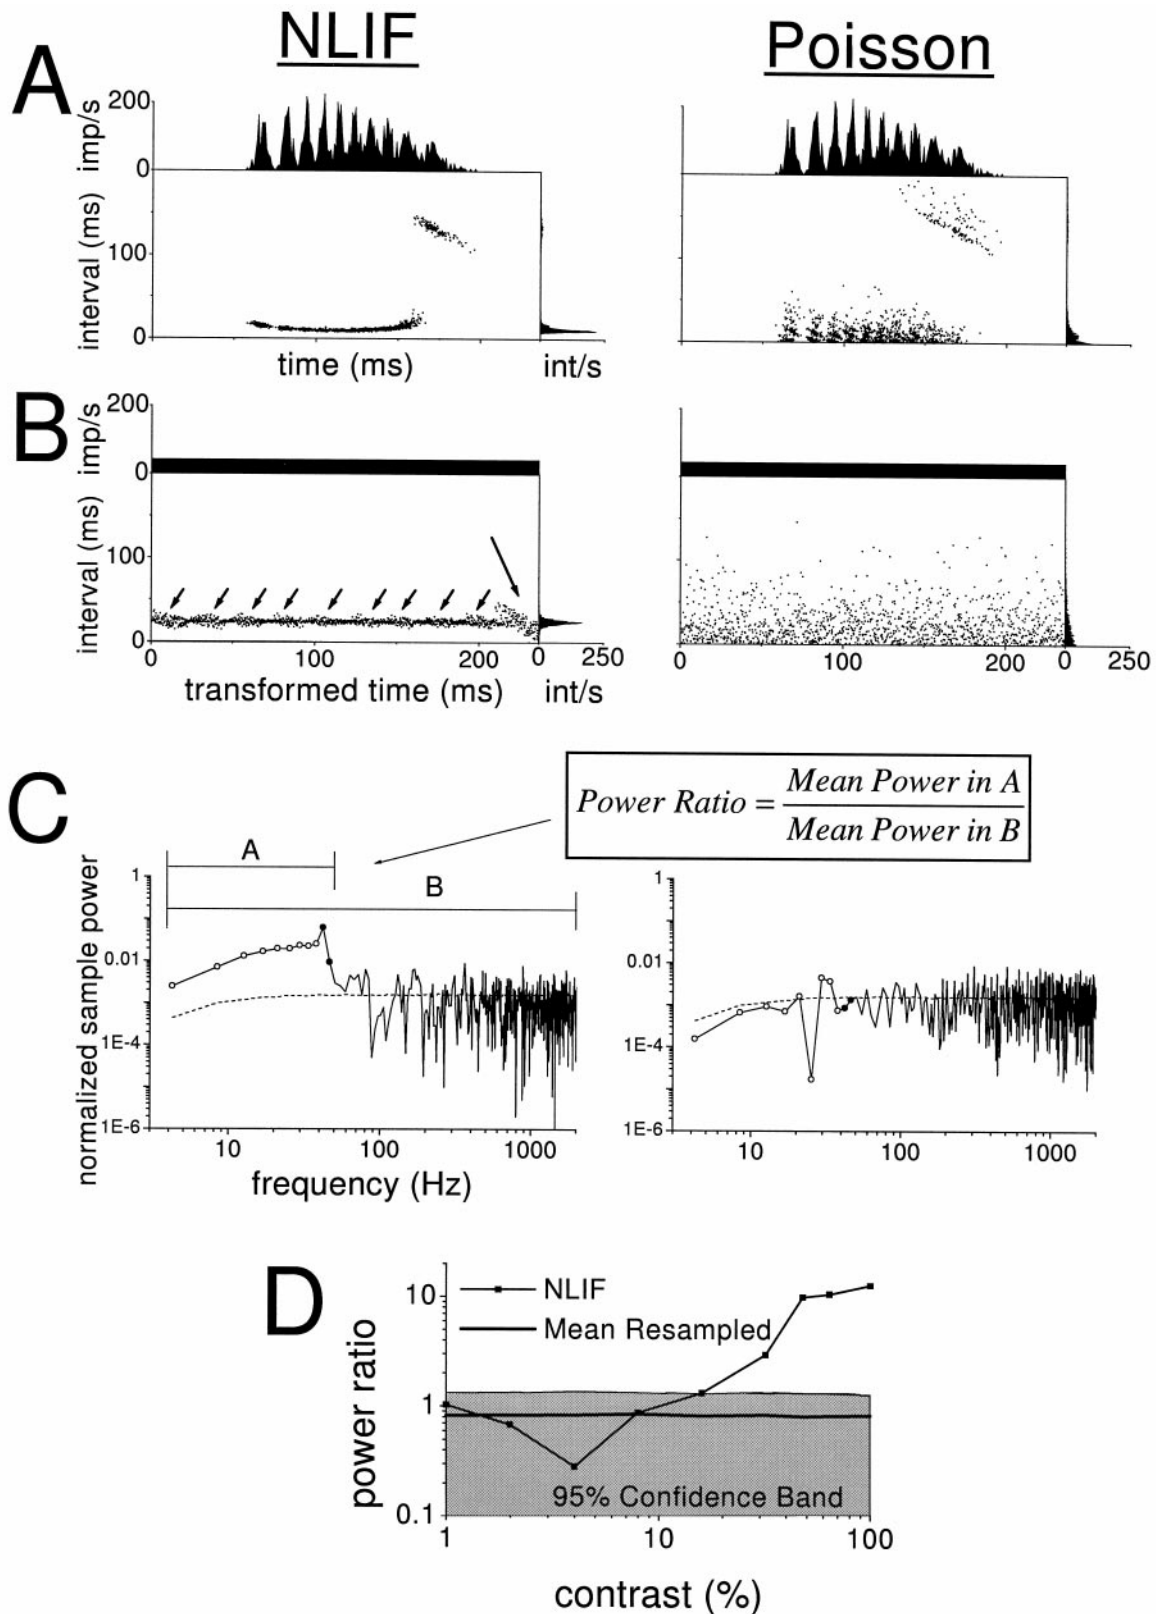 NLIF
Poisson
A
200
imp/s
0
interval (ms)
100
0
time (ms)
int/s
B
200
imp/s
0
interval (ms)
100
0
0
100
200
0
250
transformed time (ms)
int/s
0
100
200
0
250
C
Power Ratio = Mean Power in A
Mean Power in B
A
B
normalized sample power
1
0.01
1E-4
1E-6
10
100
1000
frequency (Hz)
1
0.01
1E-4
1E-6
10
100
1000
D
power ratio
10
1
0.1
NLIF
Mean Resampled
95% Confidence Band
1
10
100
contrast (%)